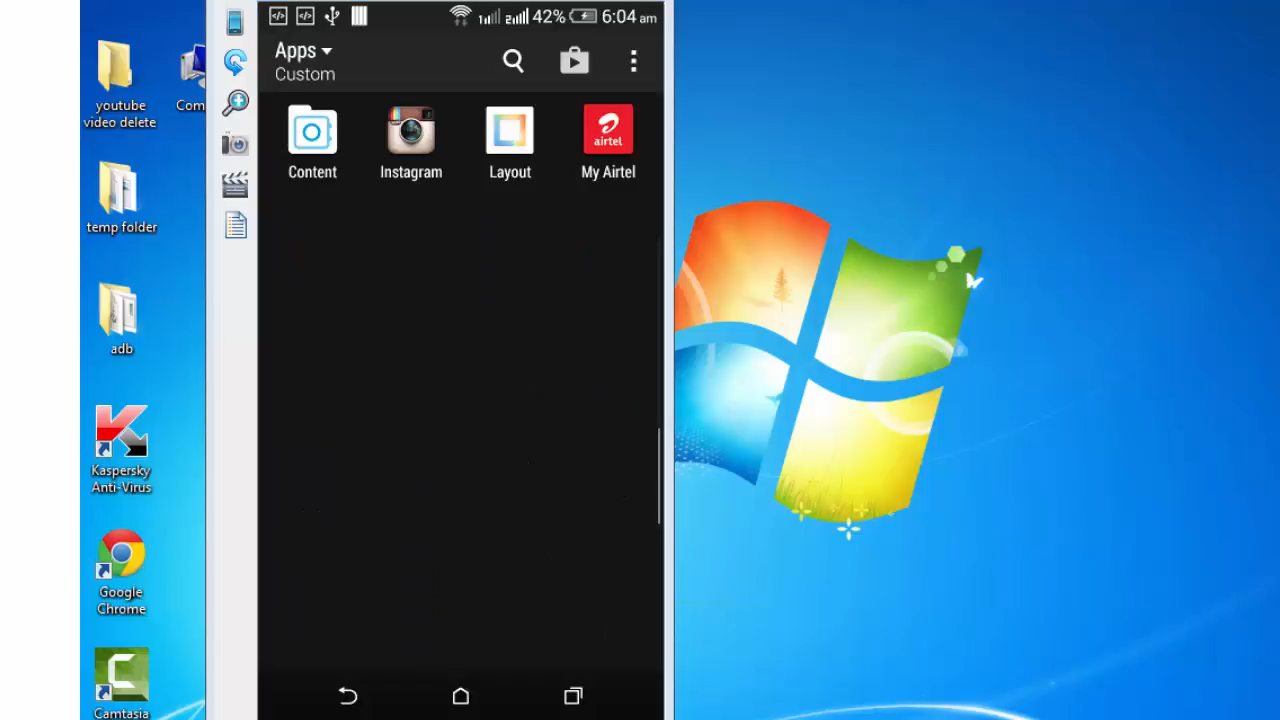 42% 6:04 am
Apps
Custom
Content
Instagram
Layout
airtel
My Airtel
youtube
video delete
Com
temp folder
adb
Kaspersky
Anti-Virus
Google
Chrome
Camtasia